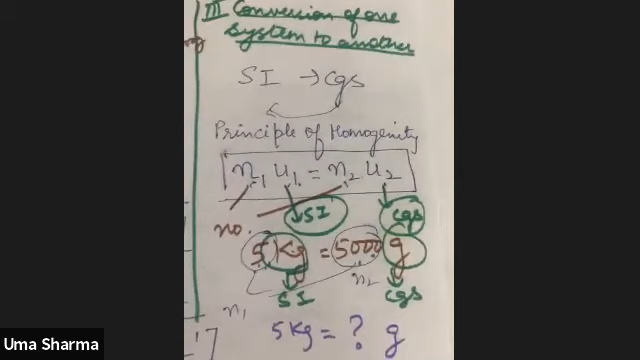 III Conversion of one
System to another
SI → cgs
Principle of Homogenity
n₁ u₁ = n₂ u₂
no. SI cgs
5 Kg = 5000 g
n₁ SI n₂ cgs
5 Kg = ? g
Uma Sharma